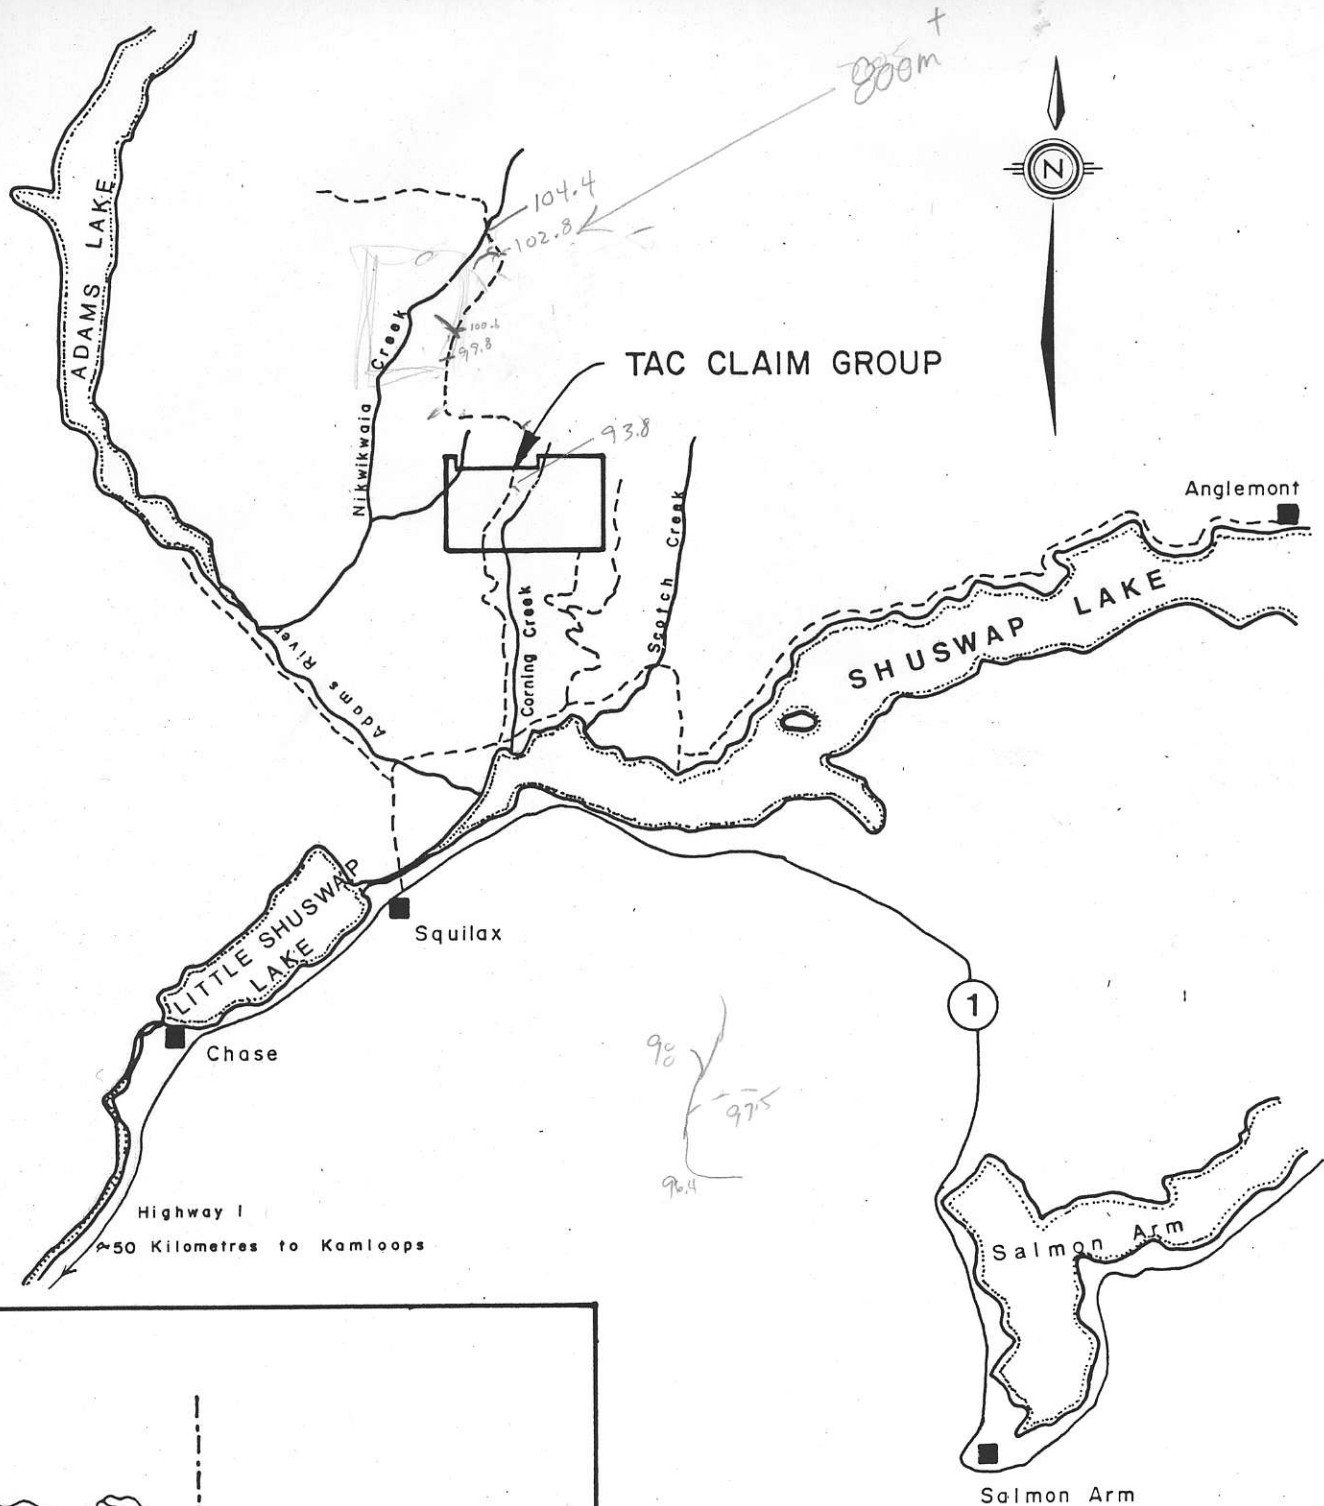 +
800m
N
104.4
102.8
ADAMS LAKE
Nikwikwaia Creek
100.6
99.8
TAC CLAIM GROUP
93.8
Anglemont
Scotch Creek
SHUSWAP LAKE
Corning Creek
Adams River
LITTLE SHUSWAP LAKE
Squilax
Chase
1
97.5
96.4
Highway 1
~50 Kilometres to Kamloops
Salmon Arm
Salmon Arm